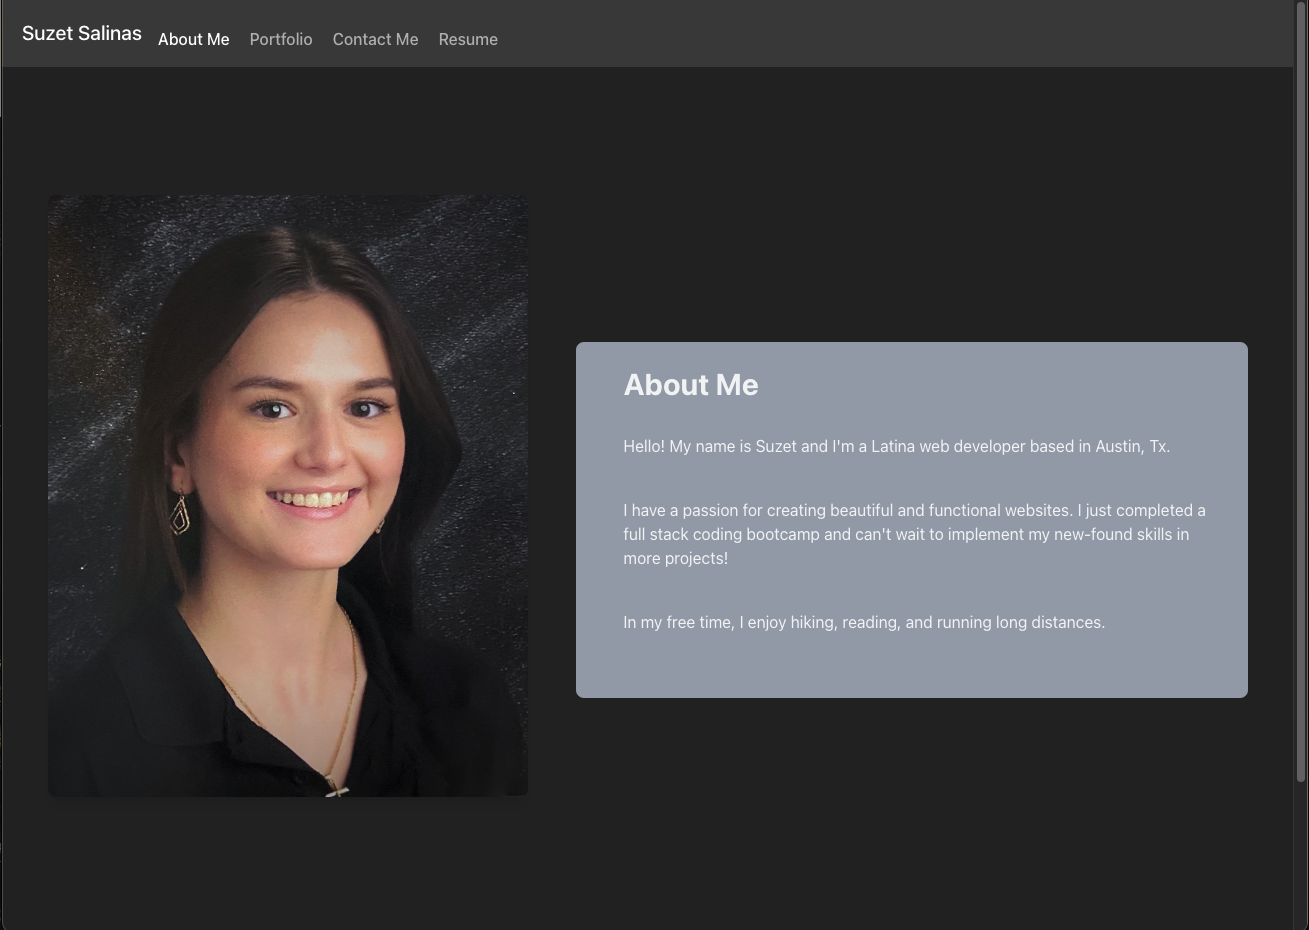 Suzet Salinas About Me Portfolio Contact Me Resume
About Me
Hello! My name is Suzet and I'm a Latina web developer based in Austin, Tx.
I have a passion for creating beautiful and functional websites. I just completed a
full stack coding bootcamp and can't wait to implement my new-found skills in
more projects!
In my free time, I enjoy hiking, reading, and running long distances.